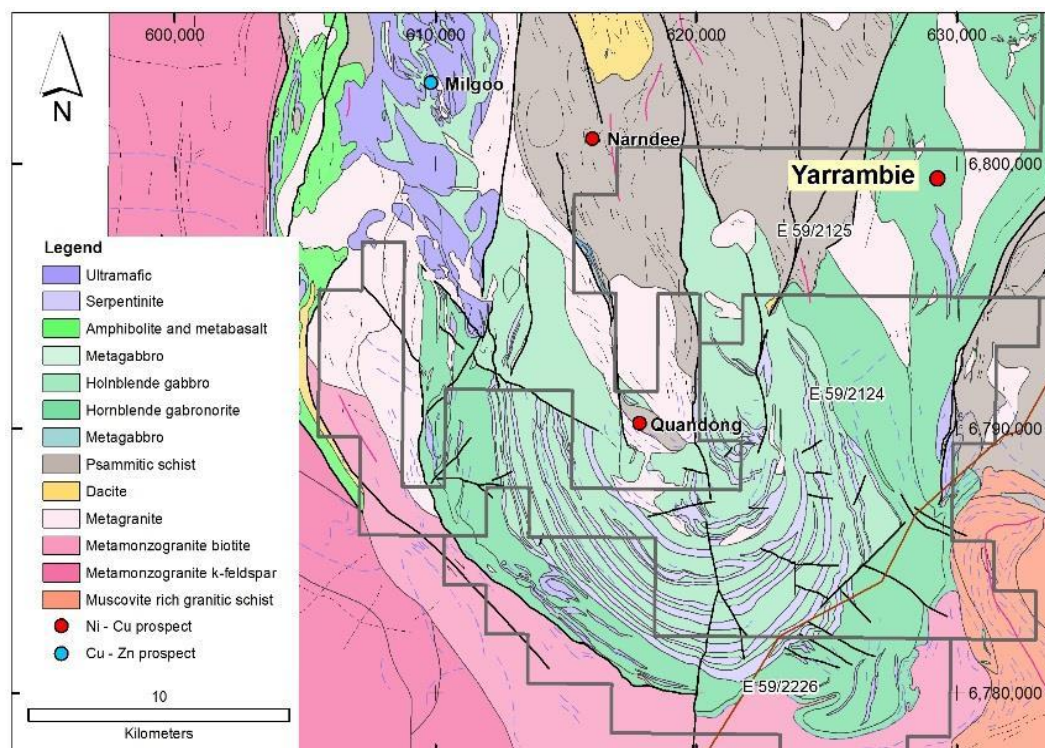 600,000
610,000
620,000
630,000
N
Milgoo
Narndee
Yarrambie
6,800,000
E 59/2125
Legend
Ultramafic
Serpentinite
Amphibolite and metabasalt
Metagabbro
Holnblende gabbro
Hornblende gabronorite
Metagabbro
Psammitic schist
Dacite
Metagranite
Metamonzogranite biotite
Metamonzogranite k-feldspar
Muscovite rich granitic schist
Ni - Cu prospect
Cu - Zn prospect
10
Kilometers
E 59/2124
Quandong
6,790,000
E 59/2226
6,780,000